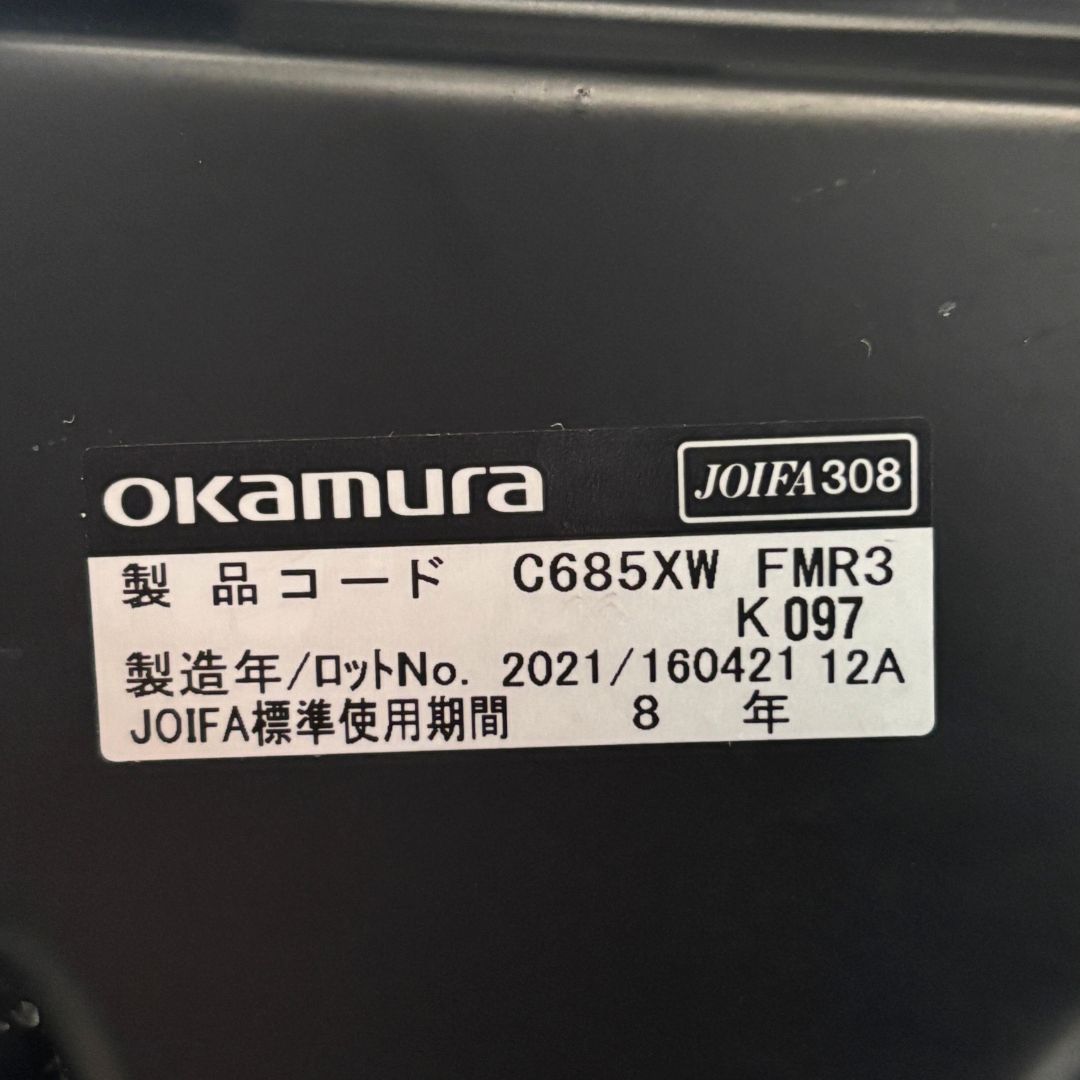 okamura JOIFA308
製品コード C685XW FMR3
K 097
製造年/ロットNo. 2021/160421 12A
JOIFA標準使用期間 8 年